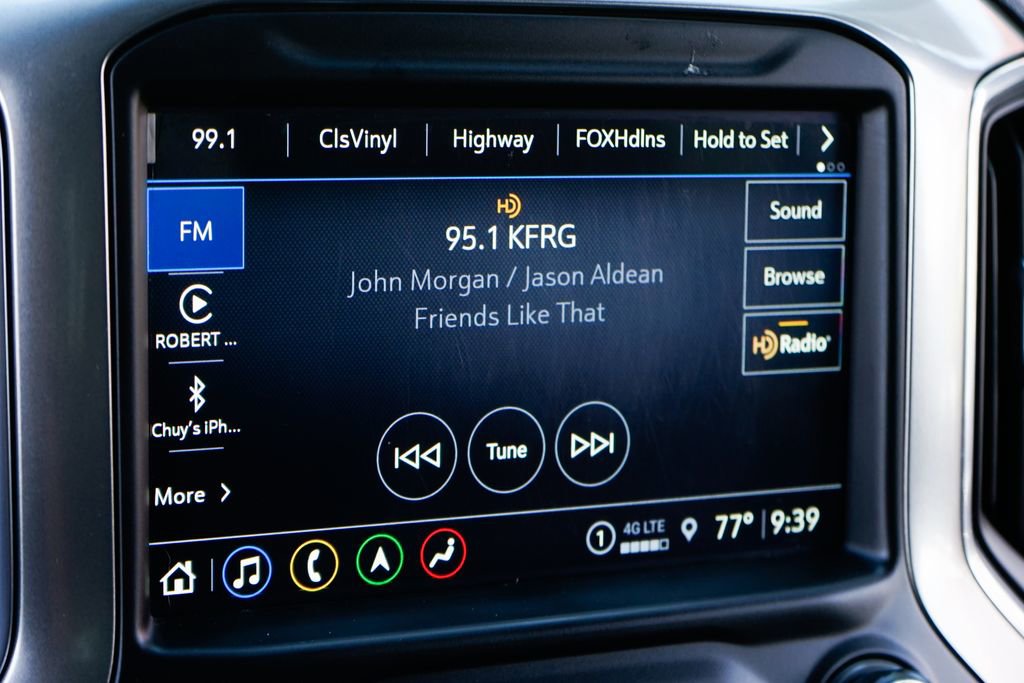 99.1 ClsVinyl Highway FOXHdlns Hold to Set
FM
HD
95.1 KFRG
John Morgan / Jason Aldean
Friends Like That
Sound
Browse
HD Radio®
ROBERT ...
Chuy's iPh...
More
Tune
1 4G LTE 77° 9:39